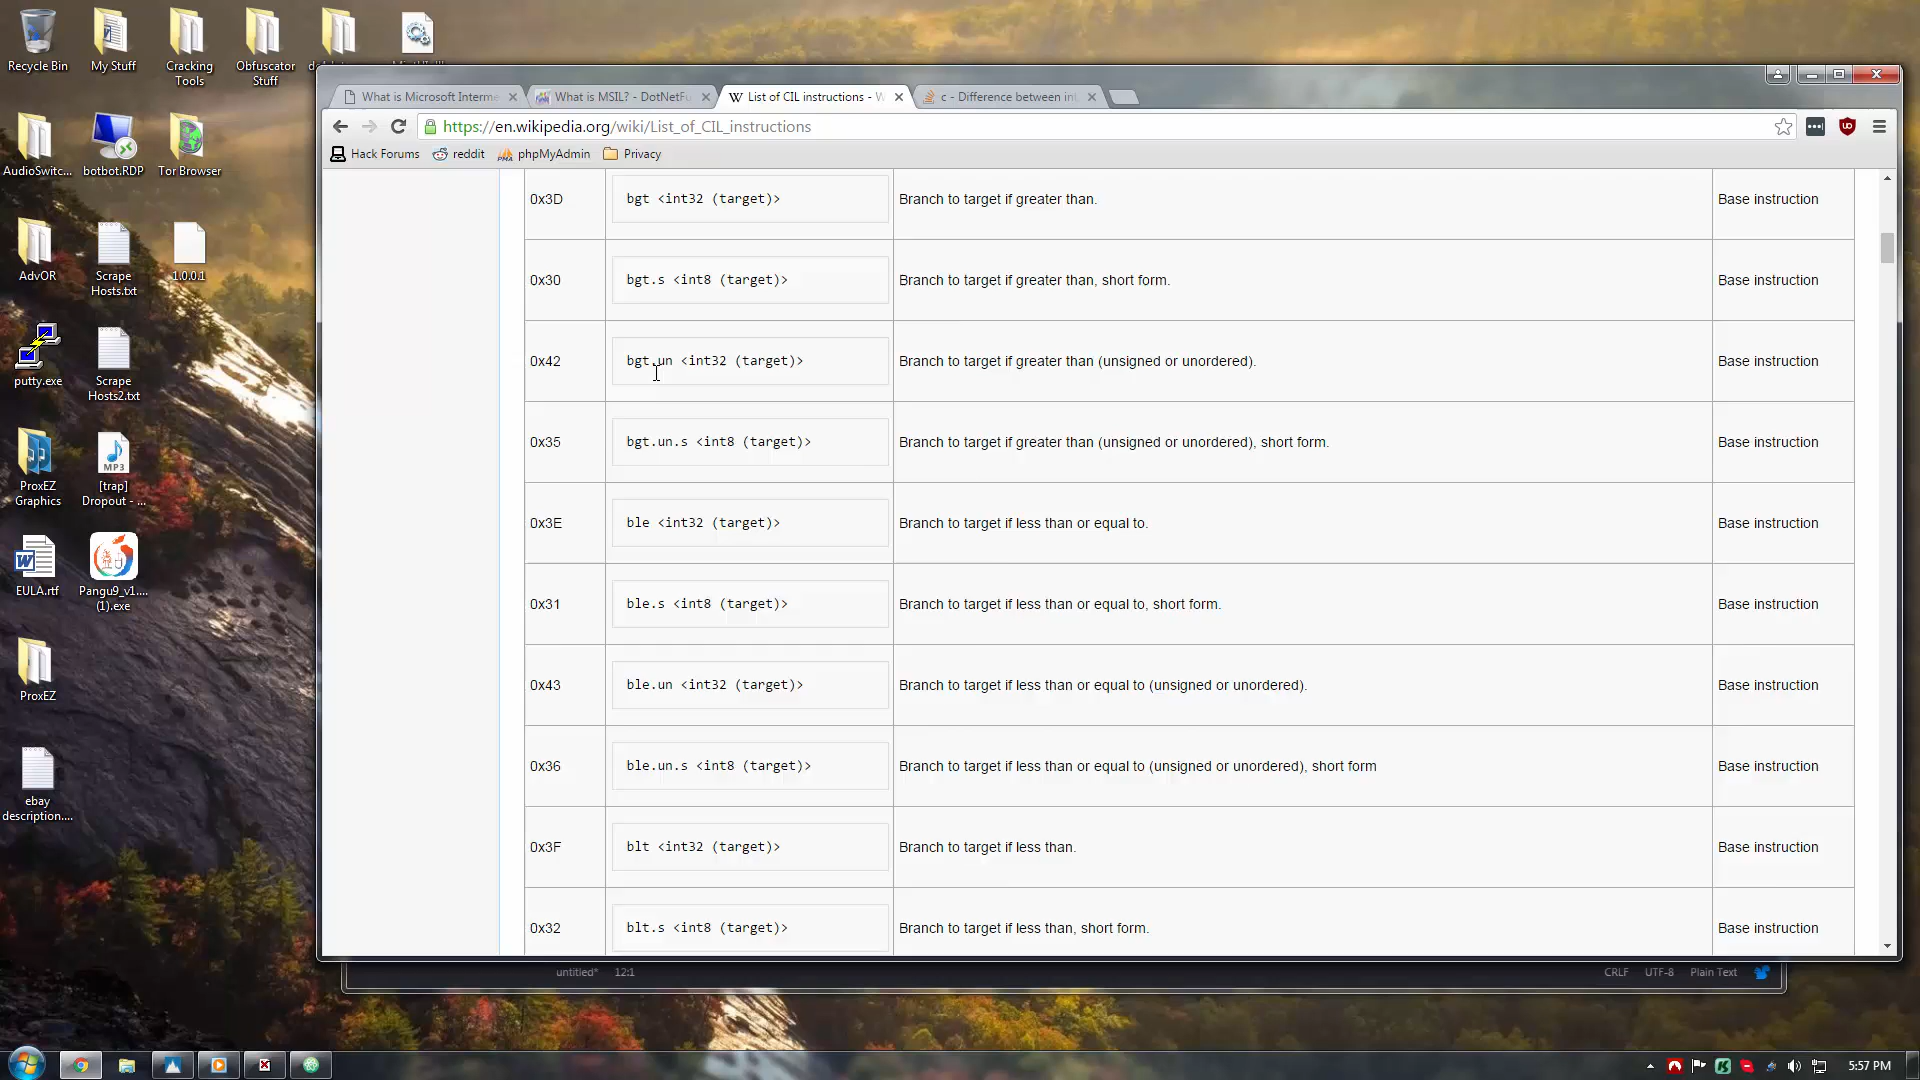 Recycle Bin
My Stuff
Cracking
Tools
Obfuscator
Stuff
AudioSwitc...
botbot.RDP
Tor Browser
AdvOR
Scrape
Hosts.txt
1.0.0.1
putty.exe
Scrape
Hosts2.txt
ProxEZ
Graphics
MP3
[trap]
Dropout - ...
EULA.rtf
Pangu9_v1....
(1).exe
ProxEZ
ebay
description....
What is Microsoft Interme
What is MSIL? - DotNetFu
W List of CIL instructions - W
c - Difference between int
https://en.wikipedia.org/wiki/List_of_CIL_instructions
Hack Forums
reddit
PMA phpMyAdmin
Privacy
0x3D bgt <int32 (target)> Branch to target if greater than. Base instruction
0x30 bgt.s <int8 (target)> Branch to target if greater than, short form. Base instruction
0x42 bgt.un <int32 (target)> Branch to target if greater than (unsigned or unordered). Base instruction
0x35 bgt.un.s <int8 (target)> Branch to target if greater than (unsigned or unordered), short form. Base instruction
0x3E ble <int32 (target)> Branch to target if less than or equal to. Base instruction
0x31 ble.s <int8 (target)> Branch to target if less than or equal to, short form. Base instruction
0x43 ble.un <int32 (target)> Branch to target if less than or equal to (unsigned or unordered). Base instruction
0x36 ble.un.s <int8 (target)> Branch to target if less than or equal to (unsigned or unordered), short form Base instruction
0x3F blt <int32 (target)> Branch to target if less than. Base instruction
0x32 blt.s <int8 (target)> Branch to target if less than, short form. Base instruction
untitled* 12:1 CRLF UTF-8 Plain Text
5:57 PM